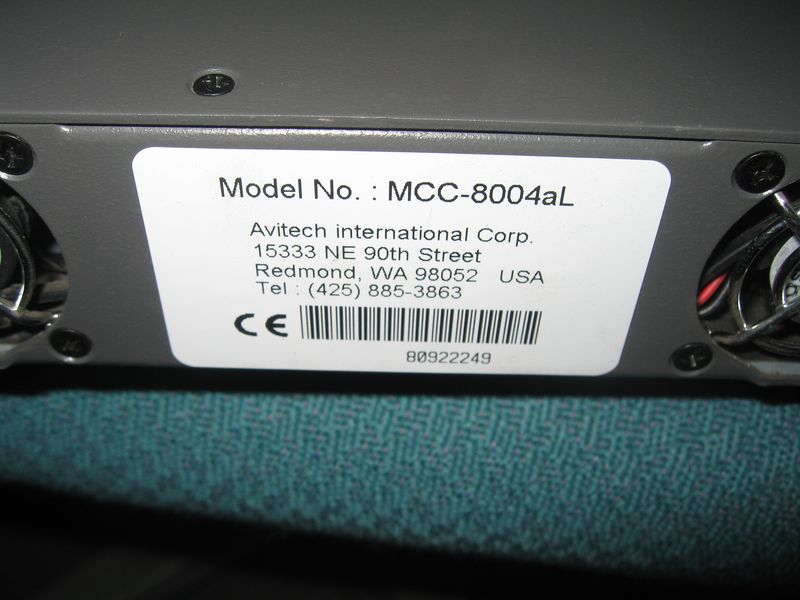 Model No. : MCC-8004aL
Avitech international Corp.
15333 NE 90th Street
Redmond, WA 98052 USA
Tel : (425) 885-3863
CE
80922249